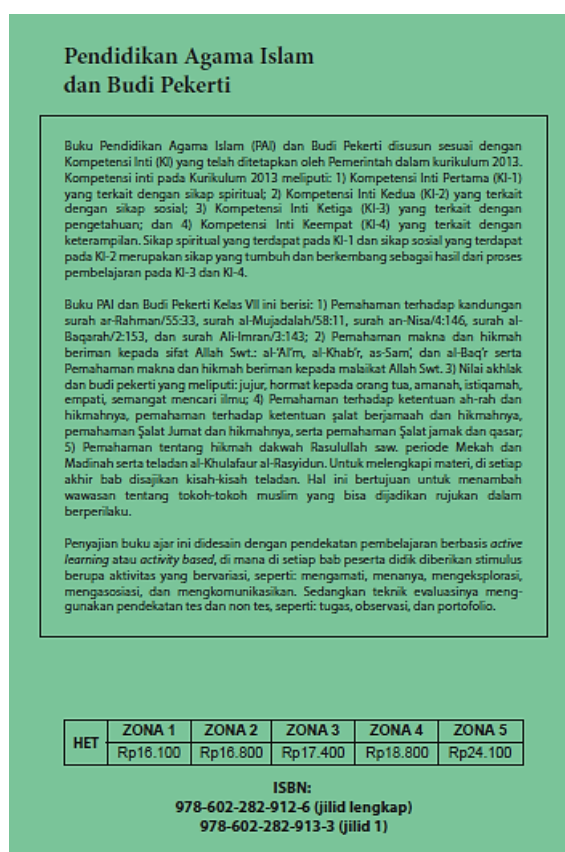 Pendidikan Agama Islam
dan Budi Pekerti
Buku Pendidikan Agama Islam (PAI) dan Budi Pekerti disusun sesuai dengan
Kompetensi Inti (KI) yang telah ditetapkan oleh Pemerintah dalam kurikulum 2013.
Kompetensi inti pada Kurikulum 2013 meliputi: 1) Kompetensi Inti Pertama (KI-1)
yang terkait dengan sikap spiritual; 2) Kompetensi Inti Kedua (KI-2) yang terkait
dengan sikap sosial; 3) Kompetensi Inti Ketiga (KI-3) yang terkait dengan
pengetahuan; dan 4) Kompetensi Inti Keempat (KI-4) yang terkait dengan
keterampilan. Sikap spiritual yang terdapat pada KI-1 dan sikap sosial yang terdapat
pada KI-2 merupakan sikap yang tumbuh dan berkembang sebagai hasil dari proses
pembelajaran pada KI-3 dan KI-4.
Buku PAI dan Budi Pekerti Kelas VII ini berisi: 1) Pemahaman terhadap kandungan
surah ar-Rahman/55:33, surah al-Mujadalah/58:11, surah an-Nisa/4:146, surah al-
Baqarah/2:153, dan surah Ali-Imran/3:143; 2) Pemahaman makna dan hikmah
beriman kepada sifat Allah Swt.: al-'Al'm, al-Khab'r, as-Sam', dan al-Baq'r serta
Pemahaman makna dan hikmah beriman kepada malaikat Allah Swt. 3) Nilai akhlak
dan budi pekerti yang meliputi: jujur, hormat kepada orang tua, amanah, istiqamah,
empati, semangat mencari ilmu; 4) Pemahaman terhadap ketentuan ah-rah dan
hikmahnya, pemahaman terhadap ketentuan şalat berjamaah dan hikmahnya,
pemahaman Şalat Jumat dan hikmahnya, serta pemahaman Şalat jamak dan qasar;
5) Pemahaman tentang hikmah dakwah Rasulullah saw. periode Mekah dan
Madinah serta teladan al-Khulafaur al-Rasyidun. Untuk melengkapi materi, di setiap
akhir bab disajikan kisah-kisah teladan. Hal ini bertujuan untuk menambah
wawasan tentang tokoh-tokoh muslim yang bisa dijadikan rujukan dalam
berperilaku.
Penyajian buku ajar ini didesain dengan pendekatan pembelajaran berbasis active
learning atau activity based, di mana di setiap bab peserta didik diberikan stimulus
berupa aktivitas yang bervariasi, seperti: mengamati, menanya, mengeksplorasi,
mengasosiasi, dan mengkomunikasikan. Sedangkan teknik evaluasinya meng-
gunakan pendekatan tes dan non tes, seperti: tugas, observasi, dan portofolio.
HET ZONA 1 ZONA 2 ZONA 3 ZONA 4 ZONA 5
Rp16.100 Rp16.800 Rp17.400 Rp18.800 Rp24.100
ISBN:
978-602-282-912-6 (jilid lengkap)
978-602-282-913-3 (jilid 1)